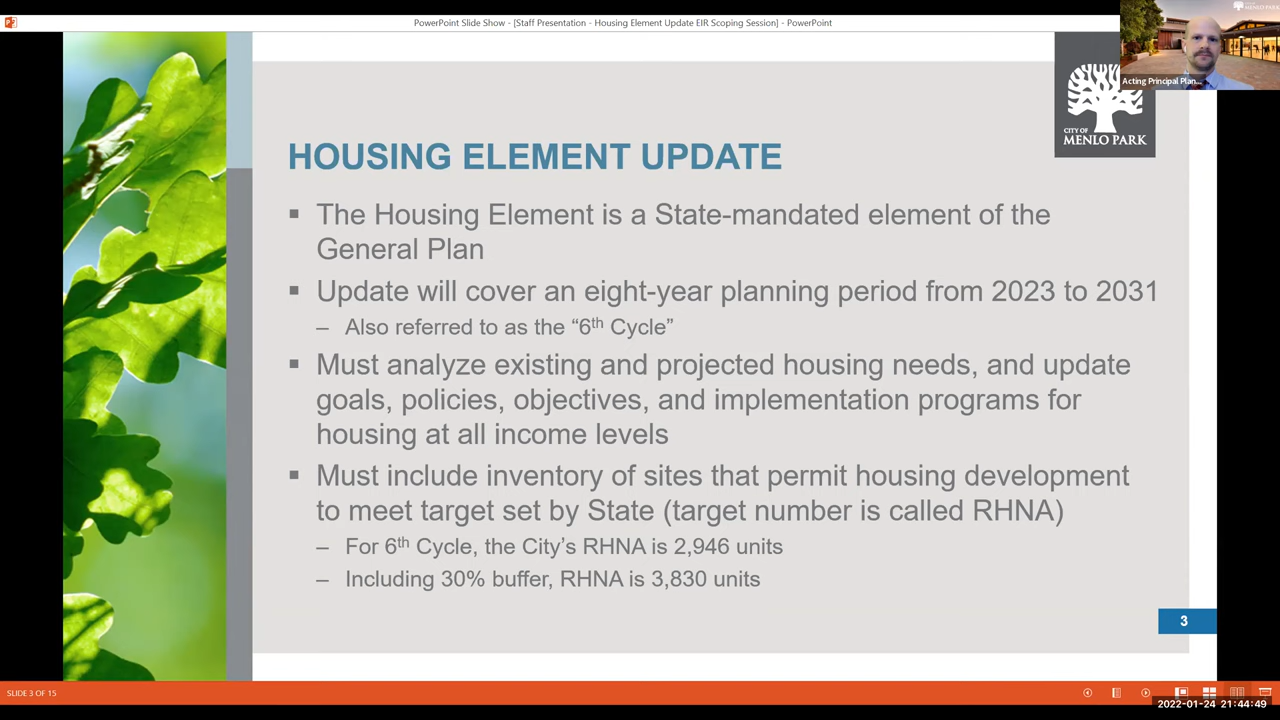 PowerPoint Slide Show - [Staff Presentation - Housing Element Update EIR Scoping Session] - PowerPoint
MENLO PARK
Acting Principal Plan...
CITY OF
MENLO PARK
HOUSING ELEMENT UPDATE
▪ The Housing Element is a State-mandated element of the
General Plan
▪ Update will cover an eight-year planning period from 2023 to 2031
– Also referred to as the “6th Cycle”
▪ Must analyze existing and projected housing needs, and update
goals, policies, objectives, and implementation programs for
housing at all income levels
▪ Must include inventory of sites that permit housing development
to meet target set by State (target number is called RHNA)
– For 6th Cycle, the City’s RHNA is 2,946 units
– Including 30% buffer, RHNA is 3,830 units
3
SLIDE 3 OF 15
2022-01-24 21:44:49